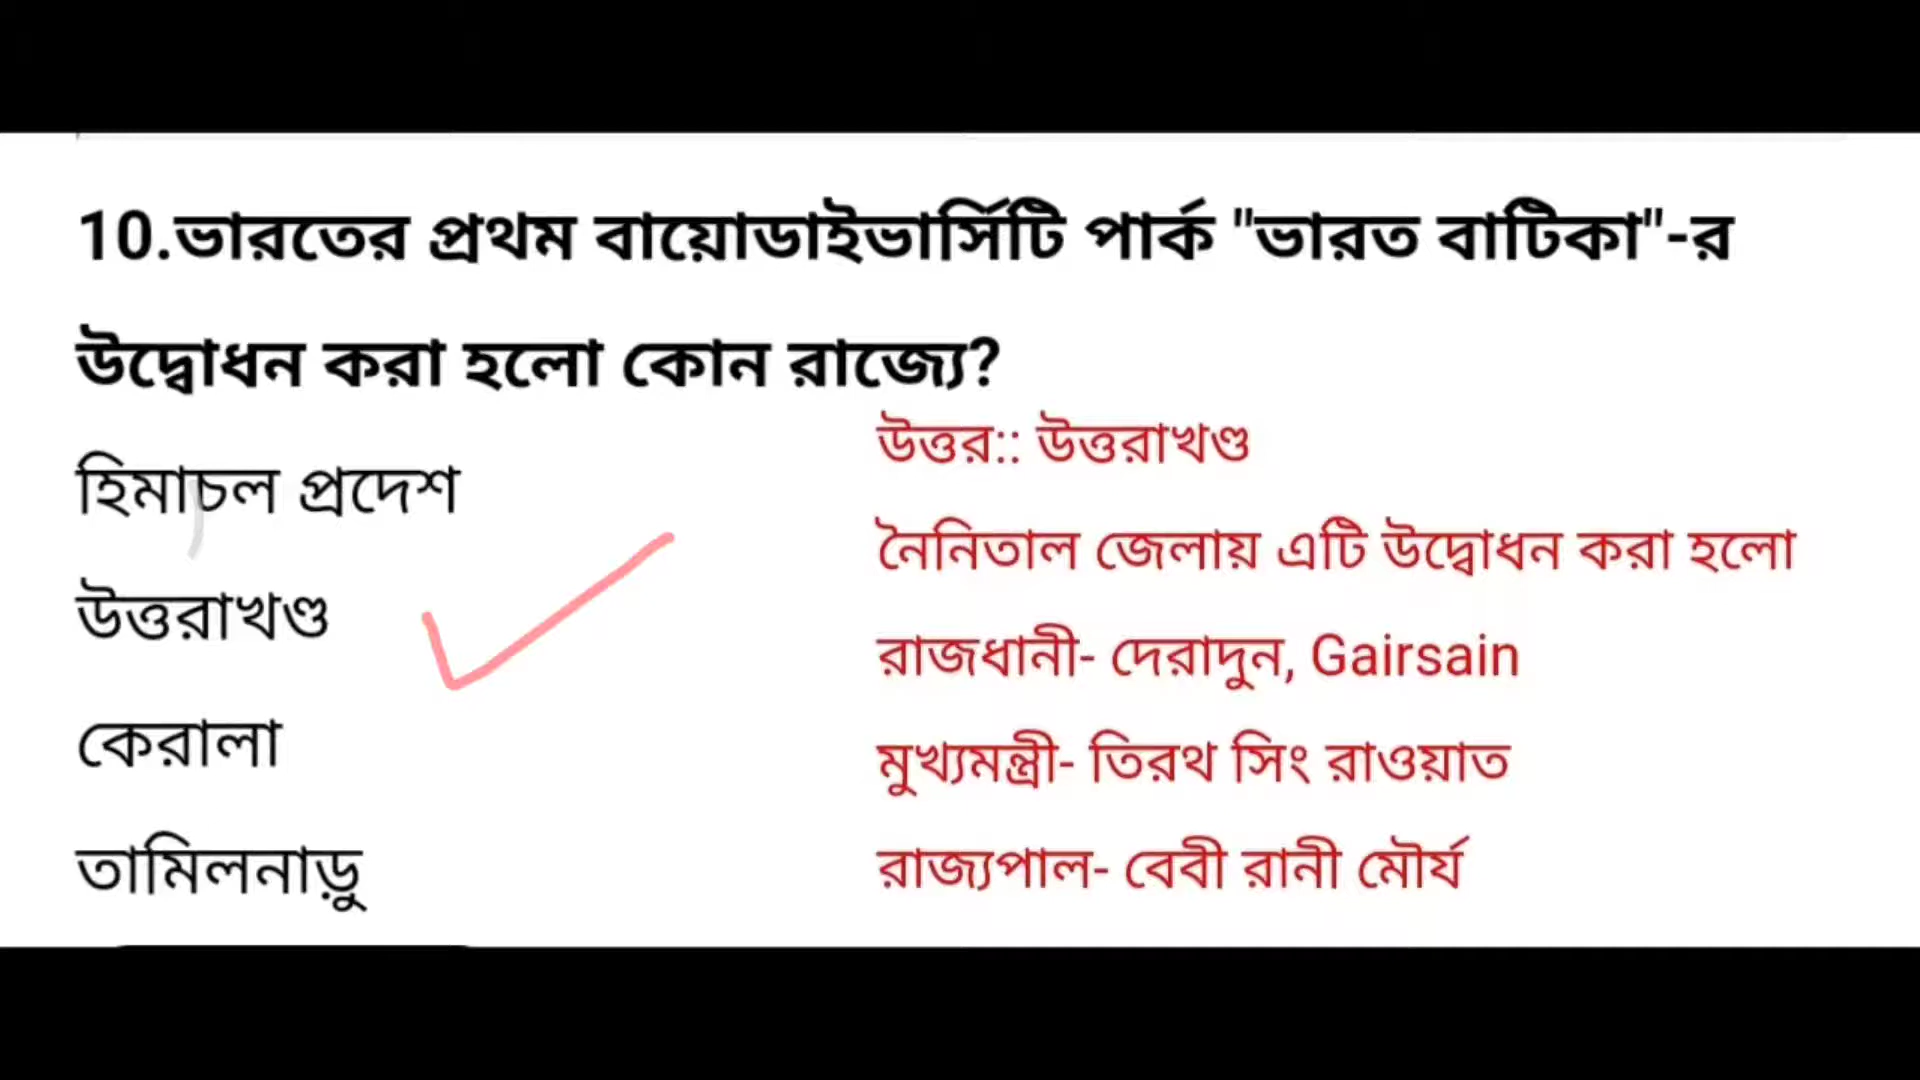 10.ভারতের প্রথম বায়োডাইভার্সিটি পার্ক "ভারত বাটিকা"-র
উদ্বোধন করা হলো কোন রাজ্যে?
হিমাচল প্রদেশ
উত্তরাখণ্ড
কেরালা
তামিলনাড়ু
উত্তর:: উত্তরাখণ্ড
নৈনিতাল জেলায় এটি উদ্বোধন করা হলো
রাজধানী- দেরাদুন, Gairsain
মুখ্যমন্ত্রী- তিরথ সিং রাওয়াত
রাজ্যপাল- বেবী রানী মৌর্য